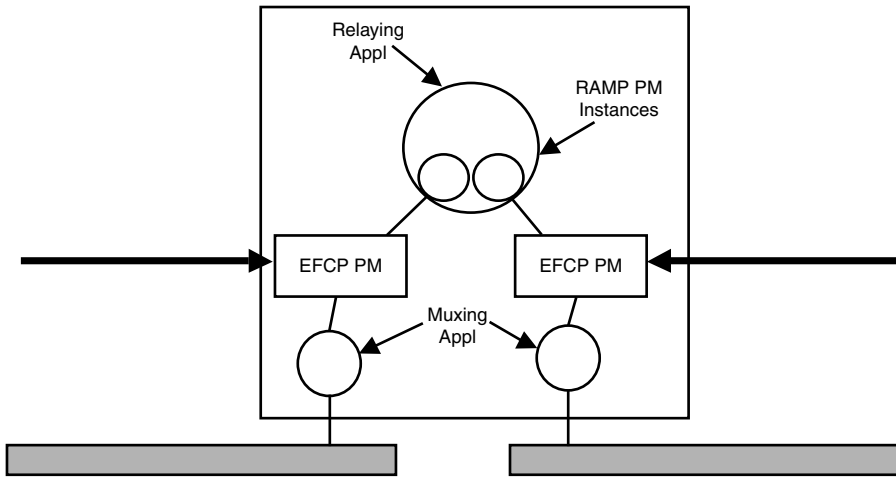 Relaying
Appl
RAMP PM
Instances
EFCP PM
EFCP PM
Muxing
Appl